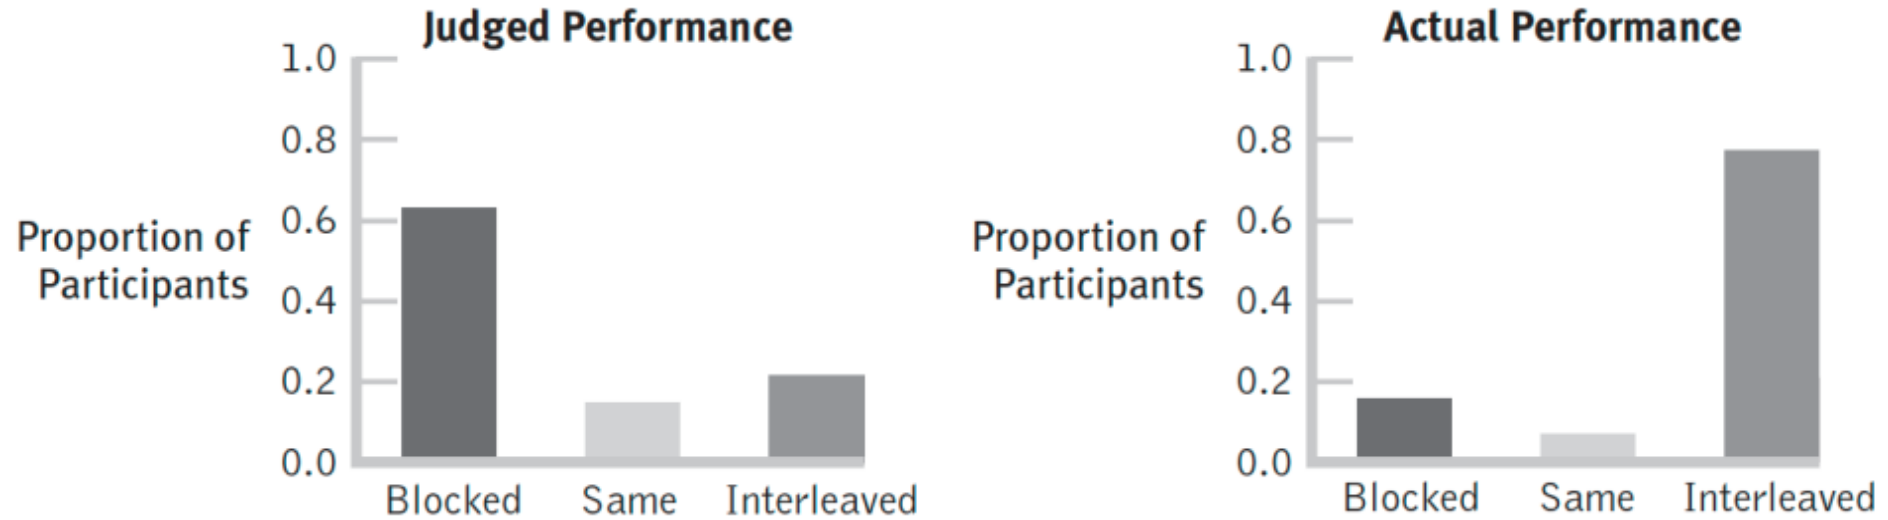 Judged Performance
1.0
0.8
0.6
0.4
0.2
0.0
Proportion of
Participants
Blocked
Same
Interleaved
Actual Performance
1.0
0.8
0.6
0.4
0.2
0.0
Proportion of
Participants
Blocked
Same
Interleaved